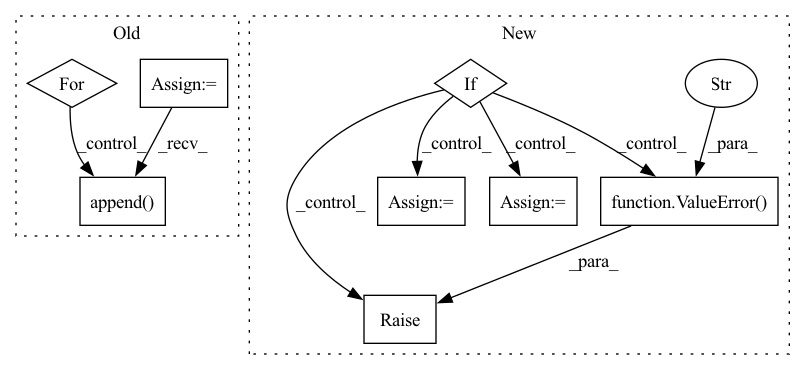 Old
New
For
Assign:=
If
Str
_control_
_recv_
_control_
_control_
_control_
_para_
append()
_control_
Assign:=
Assign:=
function.ValueError()
_para_
Raise